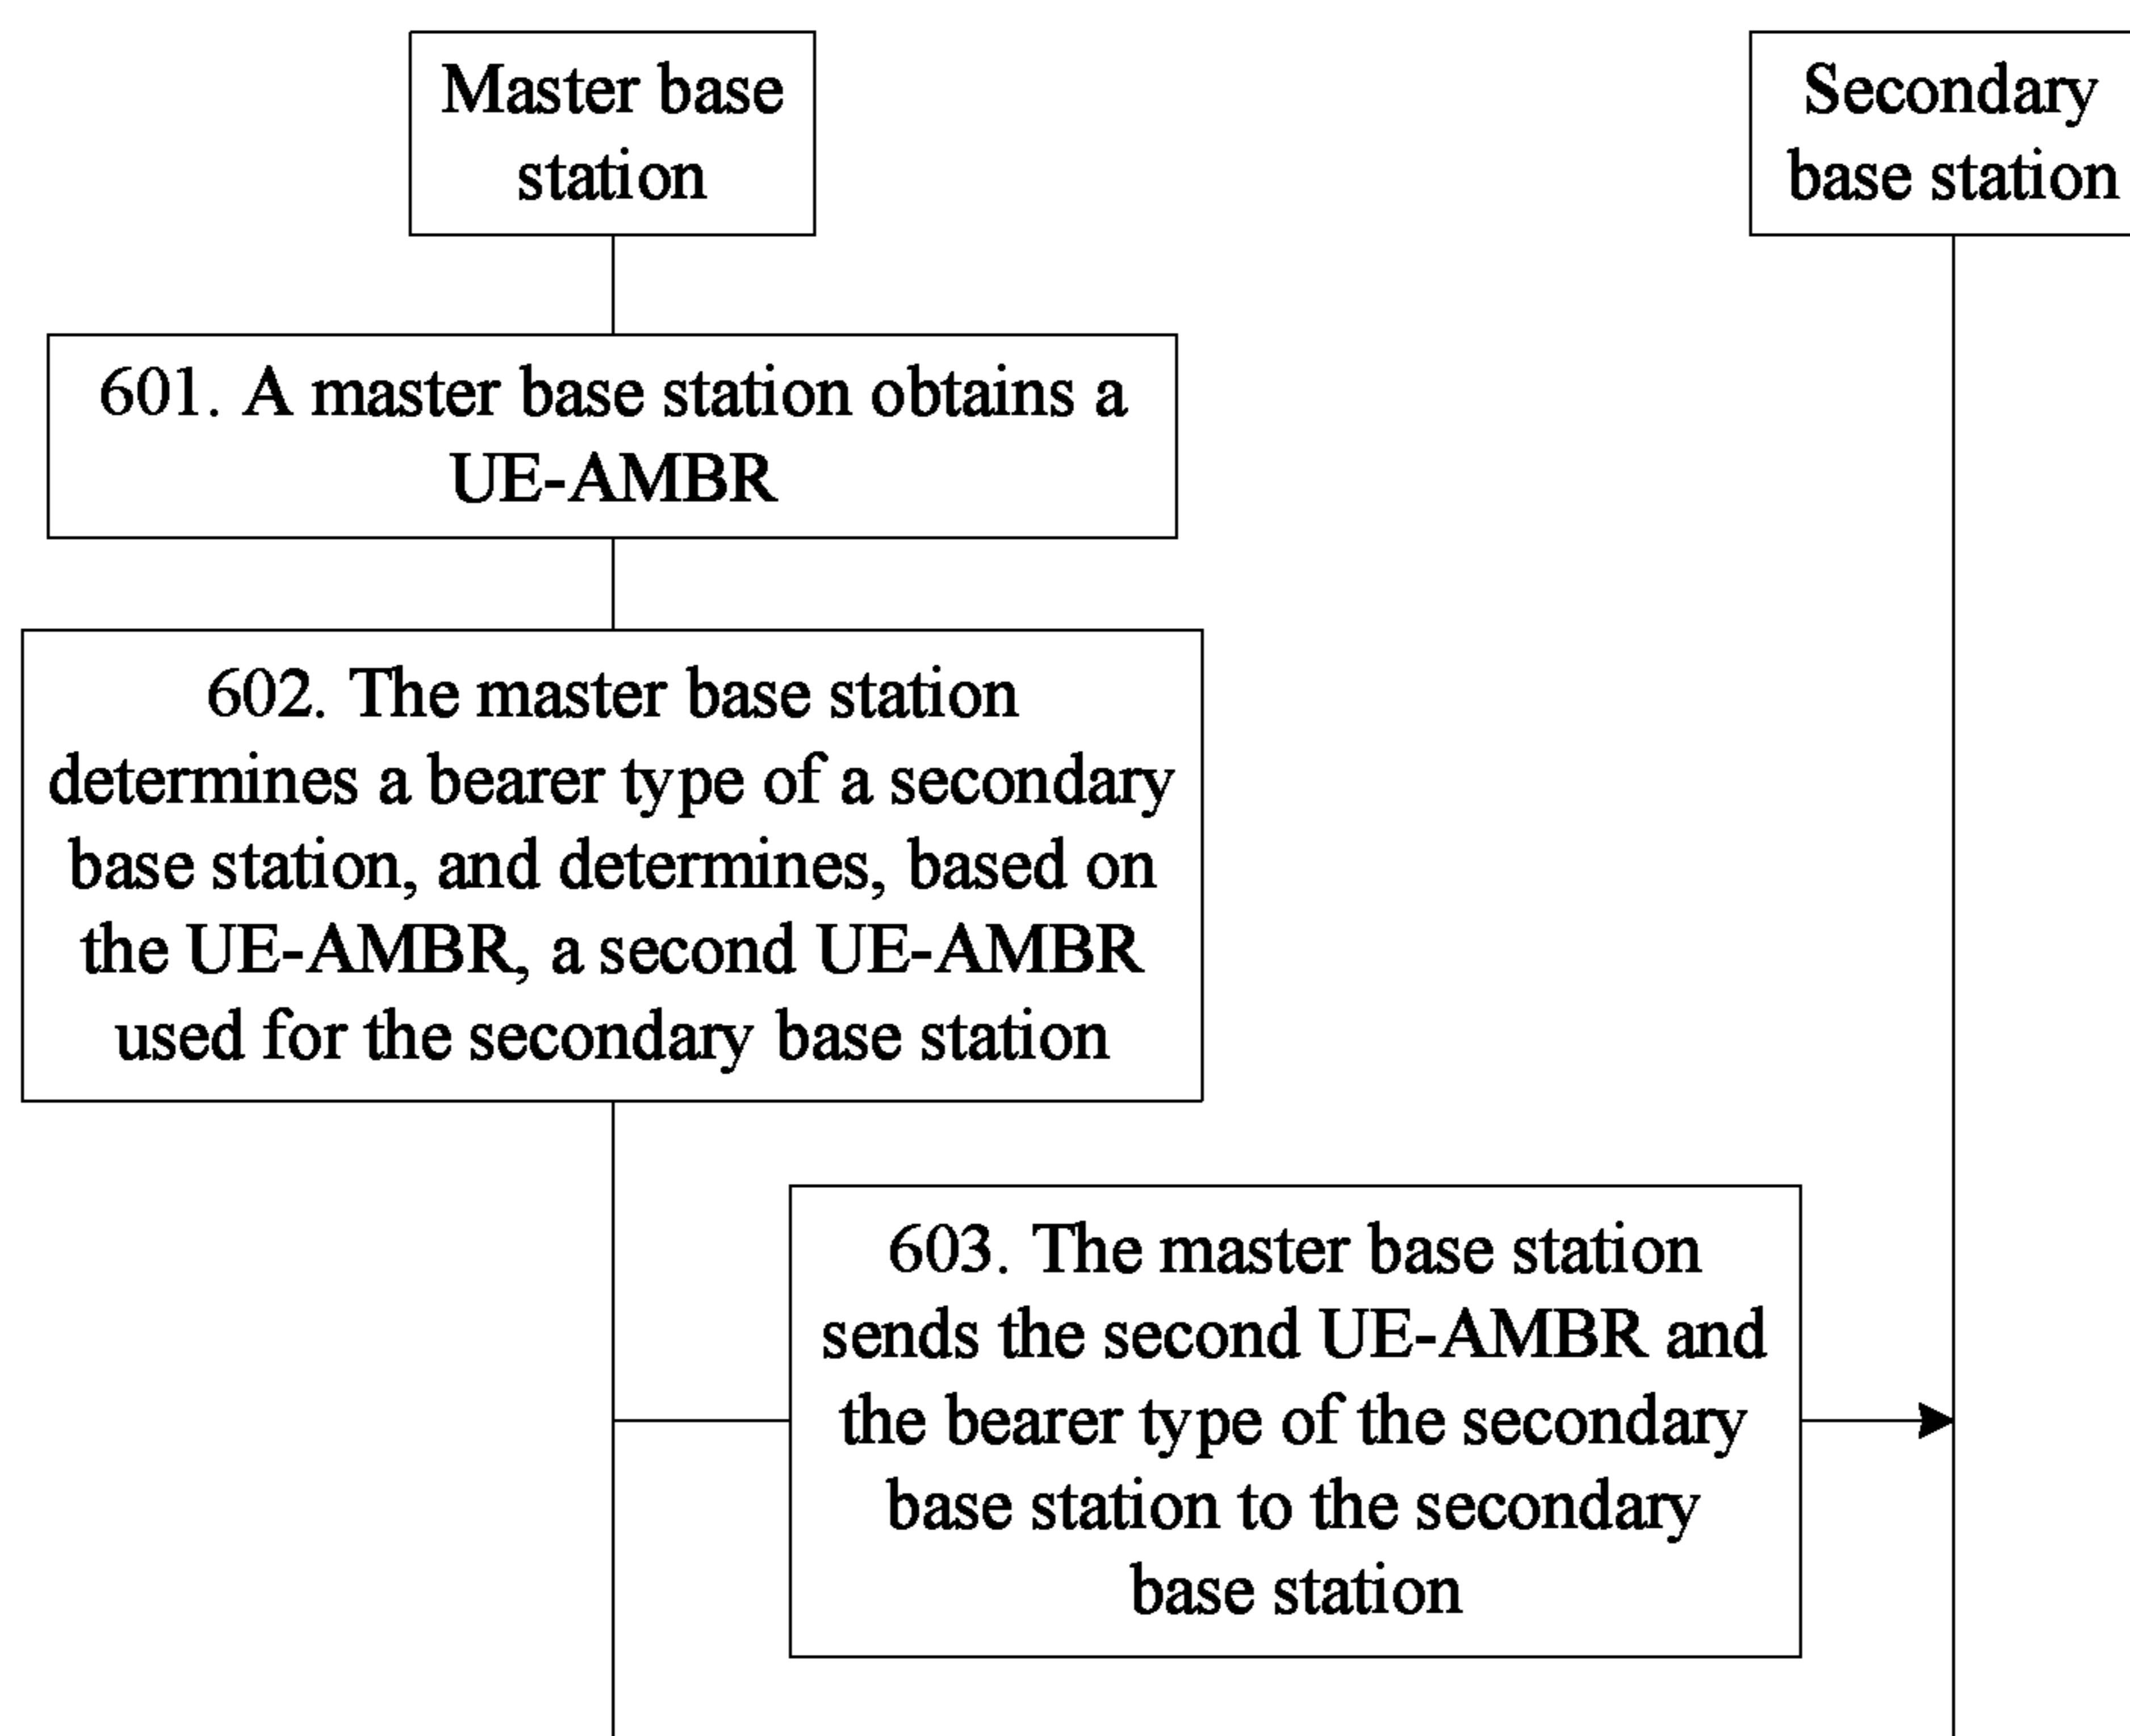 Master base
station
Secondary
base station
601. A master base station obtains a
UE-AMBR
602. The master base station
determines a bearer type of a secondary
base station, and determines, based on
the UE-AMBR, a second UE-AMBR
used for the secondary base station
603. The master base station
sends the second UE-AMBR and
the bearer type of the secondary
base station to the secondary
base station